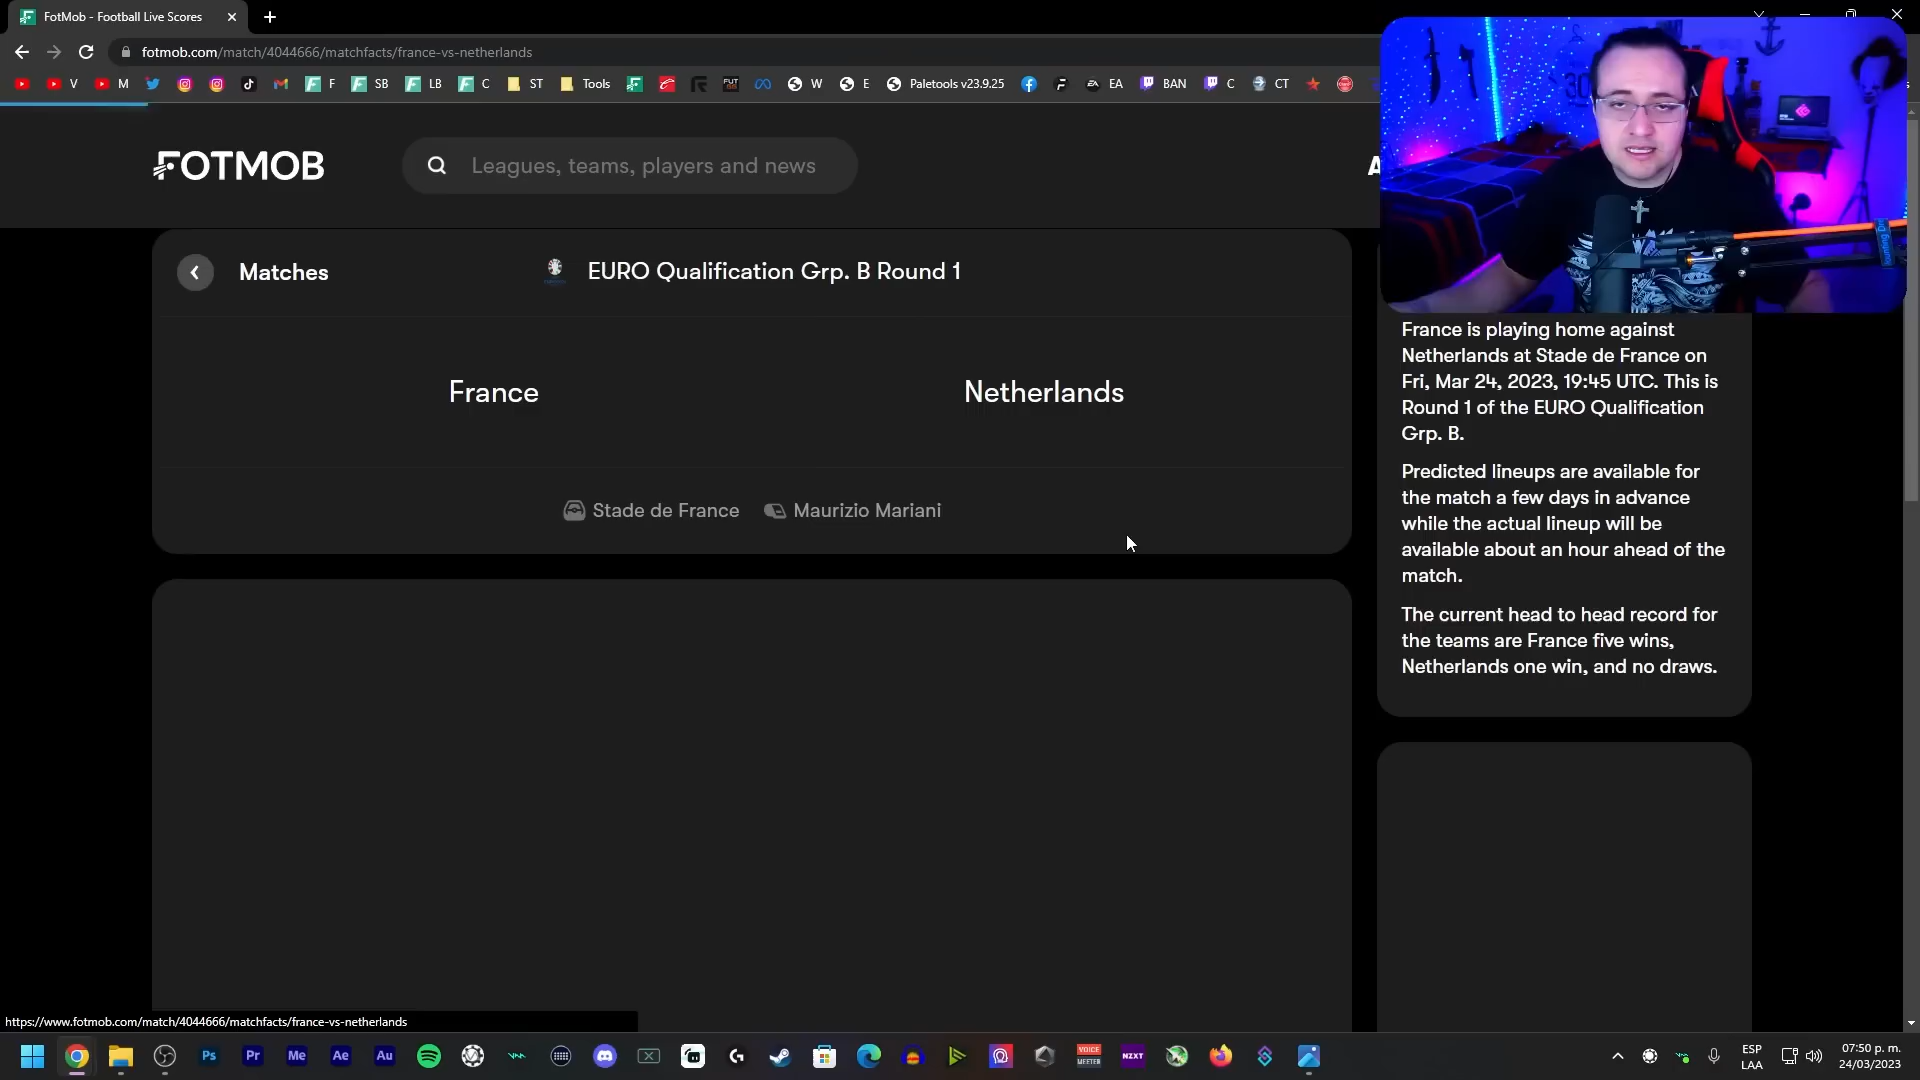 FotMob - Football Live Scores
fotmob.com/match/4044666/matchfacts/france-vs-netherlands
V M F SB LB C ST Tools W E Paletools v23.9.25 EA BAN C CT
FOTMOB
Leagues, teams, players and news
Matches
EURO Qualification Grp. B Round 1
France
Netherlands
Stade de France
Maurizio Mariani
France is playing home against
Netherlands at Stade de France on
Fri, Mar 24, 2023, 19:45 UTC. This is
Round 1 of the EURO Qualification
Grp. B.
Predicted lineups are available for
the match a few days in advance
while the actual lineup will be
available about an hour ahead of the
match.
The current head to head record for
the teams are France five wins,
Netherlands one win, and no draws.
https://www.fotmob.com/match/4044666/matchfacts/france-vs-netherlands
Ps Pr Me Ae Au
VOICE
MEETER
NZXT
ESP
LAA
07:50 p. m.
24/03/2023